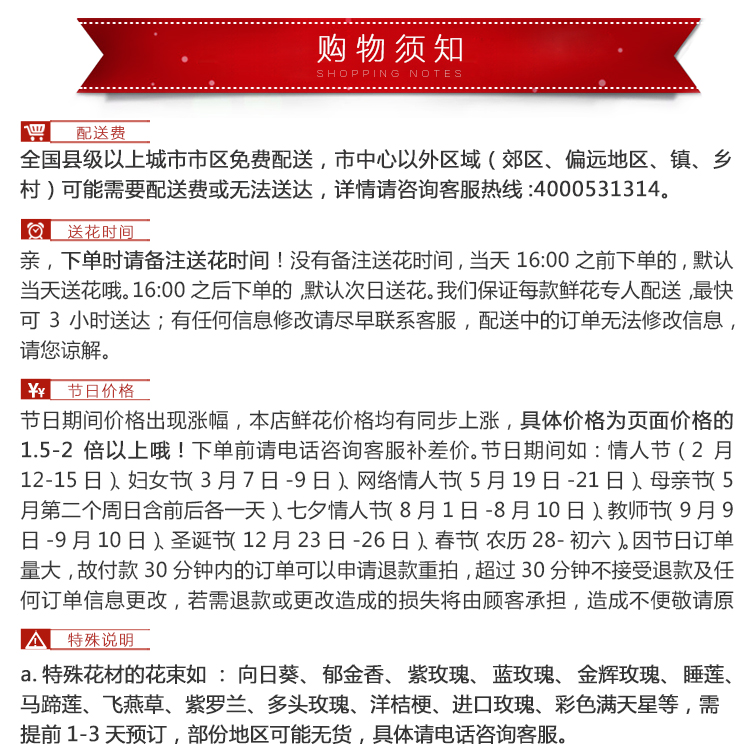 购物须知
SHOPPING NOTES
配送费
全国县级以上城市市区免费配送，市中心以外区域（郊区、偏远地区、镇、乡
村）可能需要配送费或无法送达，详情请咨询客服热线:4000531314。
送花时间
亲，下单时请备注送花时间！没有备注送花时间，当天 16:00 之前下单的，默认
当天送花哦。16:00 之后下单的，默认次日送花。我们保证每款鲜花专人配送，最快
可 3 小时送达；有任何信息修改请尽早联系客服，配送中的订单无法修改信息，
请您谅解。
节日价格
节日期间价格出现涨幅，本店鲜花价格均有同步上涨，具体价格为页面价格的
1.5-2 倍以上哦！下单前请电话咨询客服补差价。节日期间如：情人节（2 月
12-15 日）、妇女节（3 月 7 日 -9 日）、网络情人节（5 月 19 日 -21 日）、母亲节（5
月第二个周日含前后各一天）、七夕情人节（8 月 1 日 -8 月 10 日）、教师节（9 月 9
日 -9 月 10 日）、圣诞节（12 月 23 日 -26 日）、春节（农历 28- 初六）。因节日订单
量大，故付款 30 分钟内的订单可以申请退款重拍，超过 30 分钟不接受退款及任
何订单信息更改，若需退款或更改造成的损失将由顾客承担，造成不便敬请原
特殊说明
a. 特殊花材的花束如 ： 向日葵、郁金香、紫玫瑰、蓝玫瑰、金辉玫瑰、睡莲、
马蹄莲、飞燕草、紫罗兰、多头玫瑰、洋桔梗、进口玫瑰、彩色满天星等，需
提前 1-3 天预订，部份地区可能无货，具体请电话咨询客服。